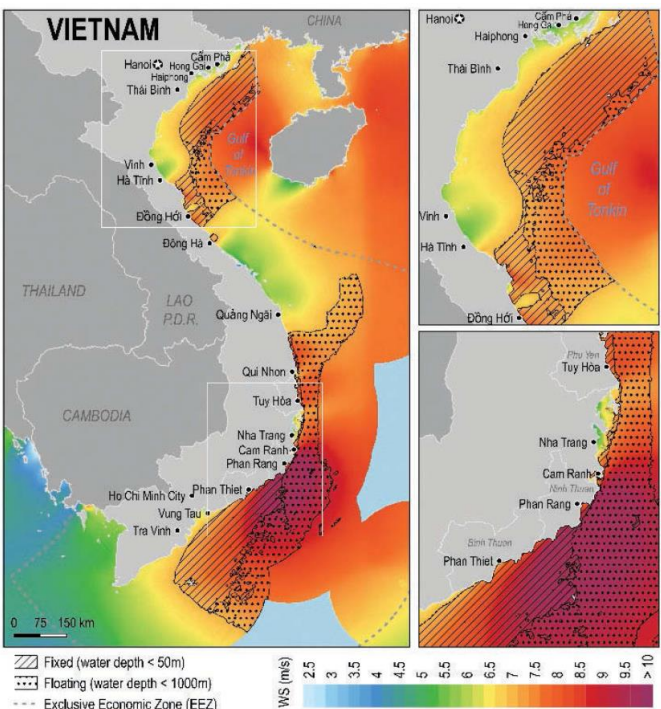 VIETNAM
CHINA
Hanoi
Cẩm Phả
Hong Gai
Haiphong
Thái Bình
Gulf
of
Tonkin
Vinh
Hà Tĩnh
Đồng Hới
Đông Hà
THAILAND
LAO
P.D.R.
Quảng Ngãi
Qui Nhon
Tuy Hòa
CAMBODIA
Nha Trang
Cam Ranh
Phan Rang
Ho Chi Minh City
Phan Thiet
Vung Tau
Tra Vinh
0 75 150 km
Hanoi
Cẩm Phả
Hong Ga
Haiphong
Thái Bình
Gulf
of
Tonkin
Vinh
Hà Tĩnh
Đồng Hới
Phu Yen
Tuy Hòa
Nha Trang
Cam Ranh
Ninh Thuan
Phan Rang
Binh Thuan
Phan Thiet
Fixed (water depth < 50m)
Floating (water depth < 1000m)
Exclusive Economic Zone (EEZ)
WS (m/s)
2.5
3
3.5
4
4.5
5
5.5
6
6.5
7
7.5
8
8.5
9
9.5
> 10